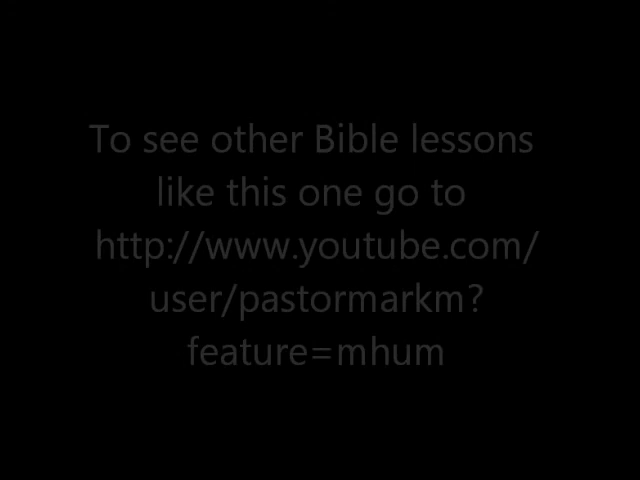 To see other Bible lessons
like this one go to
http://www.youtube.com/
user/pastormarkm?
feature=mhum